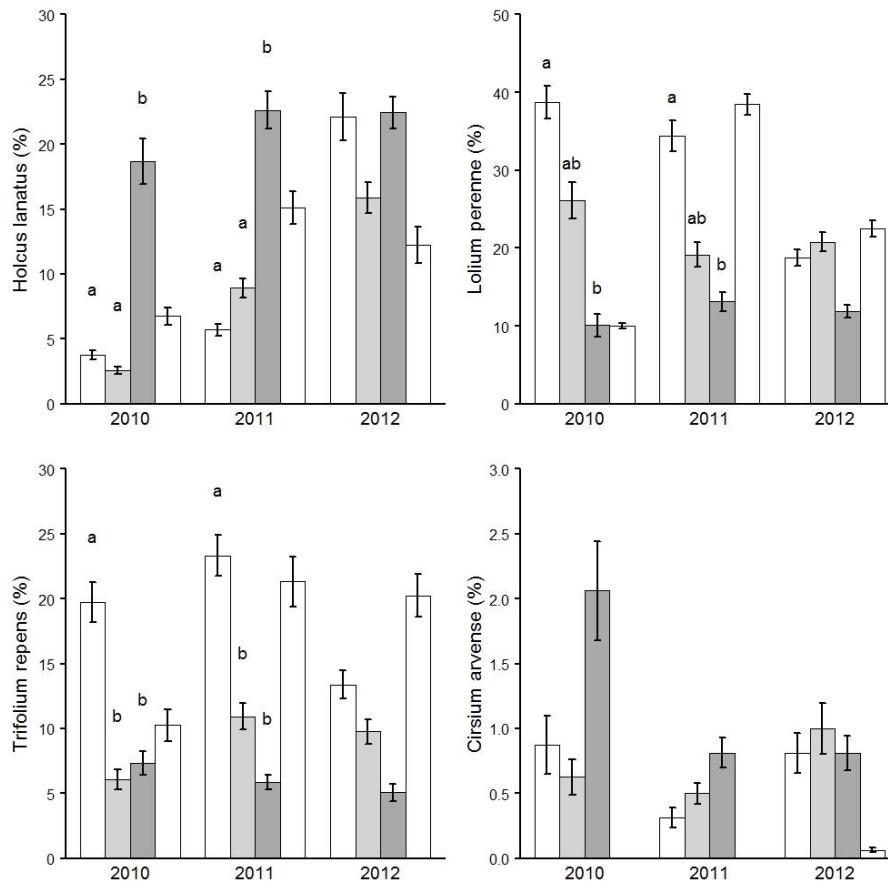 Holcus lanatus (%)
30
25
20
15
10
5
0
a
a
b
a
a
b
2010 2011 2012
Lolium perenne (%)
50
40
30
20
10
0
a
ab
b
a
ab
b
2010 2011 2012
Trifolium repens (%)
30
25
20
15
10
5
0
a
b
b
a
b
b
2010 2011 2012
Cirsium arvense (%)
3.0
2.5
2.0
1.5
1.0
0.5
0.0
2010 2011 2012